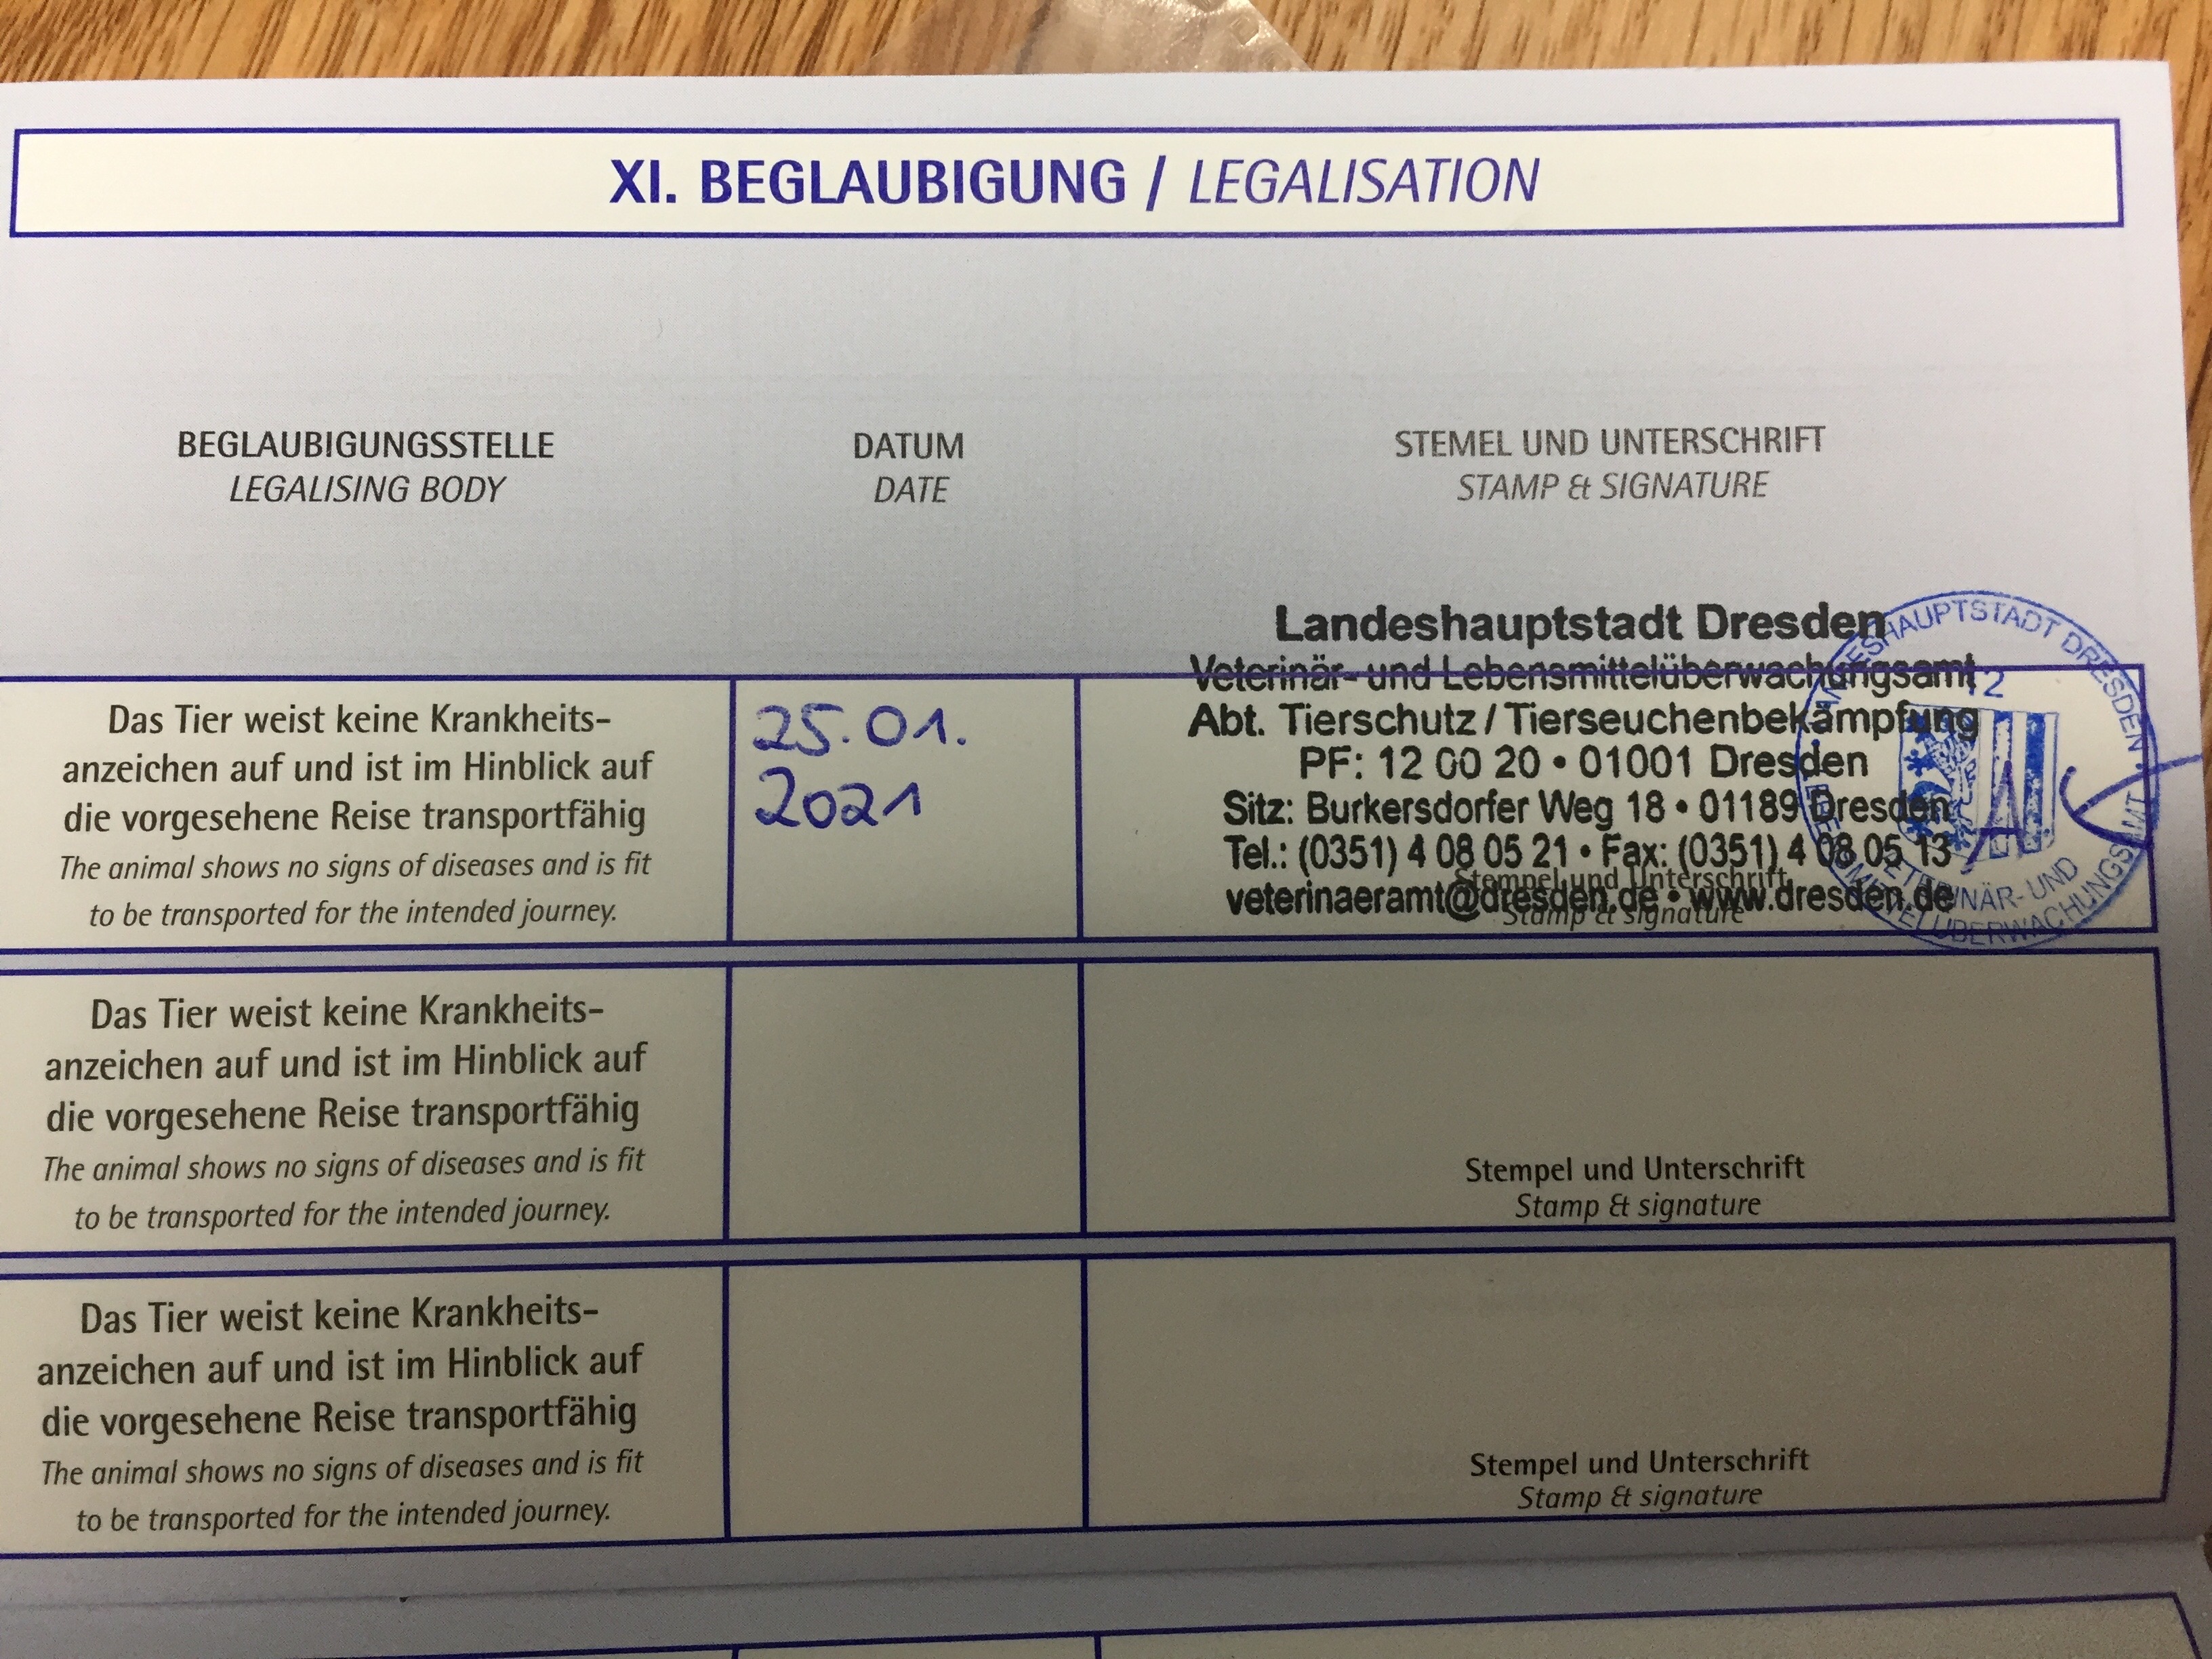 XI. BEGLAUBIGUNG / LEGALISATION
BEGLAUBIGUNGSSTELLE
LEGALISING BODY
DATUM
DATE
STEMEL UND UNTERSCHRIFT
STAMP & SIGNATURE
Das Tier weist keine Krankheits-
anzeichen auf und ist im Hinblick auf
die vorgesehene Reise transportfähig
The animal shows no signs of diseases and is fit
to be transported for the intended journey.
25.01.
2021
Landeshauptstadt Dresden
Veterinär- und Lebensmittelüberwachungsamt
Abt. Tierschutz / Tierseuchenbekämpfung
PF: 12 00 20 • 01001 Dresden
Sitz: Burkersdorfer Weg 18 • 01189 Dresden
Tel.: (0351) 4 08 05 21 • Fax: (0351) 4 08 05 13
veterinaeramt@dresden.de • www.dresden.de
Stempel und Unterschrift
Stamp & signature
LANDESHAUPTSTADT DRESDEN
12
VETERINÄR- UND
LEBENSMITTELÜBERWACHUNGSAMT
Das Tier weist keine Krankheits-
anzeichen auf und ist im Hinblick auf
die vorgesehene Reise transportfähig
The animal shows no signs of diseases and is fit
to be transported for the intended journey.
Stempel und Unterschrift
Stamp & signature
Das Tier weist keine Krankheits-
anzeichen auf und ist im Hinblick auf
die vorgesehene Reise transportfähig
The animal shows no signs of diseases and is fit
to be transported for the intended journey.
Stempel und Unterschrift
Stamp & signature